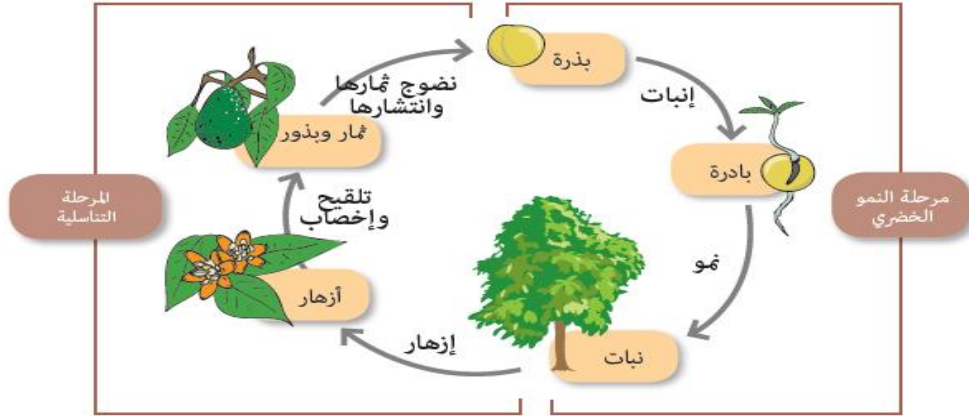 بذرة
إنبات
بادرة
مرحلة النمو
الخضري
نمو
نبات
إزهار
أزهار
تلقيح
وإخصاب
المرحلة
التناسلية
ثمار وبذور
نضوج ثمارها
وانتشارها